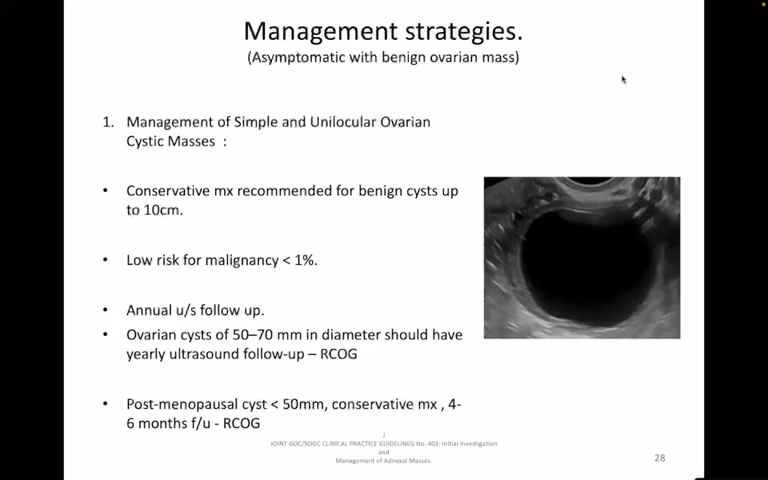 Management strategies.
(Asymptomatic with benign ovarian mass)
1. Management of Simple and Unilocular Ovarian
Cystic Masses :
• Conservative mx recommended for benign cysts up
to 10cm.
• Low risk for malignancy < 1%.
• Annual u/s follow up.
• Ovarian cysts of 50–70 mm in diameter should have
yearly ultrasound follow-up – RCOG
• Post-menopausal cyst < 50mm, conservative mx , 4-
6 months f/u - RCOG
J
JOINT GOC/SOGC CLINICAL PRACTICE GUIDELINEG No. 403: Initial Investigation
and
Management of Adnexal Masses.
28